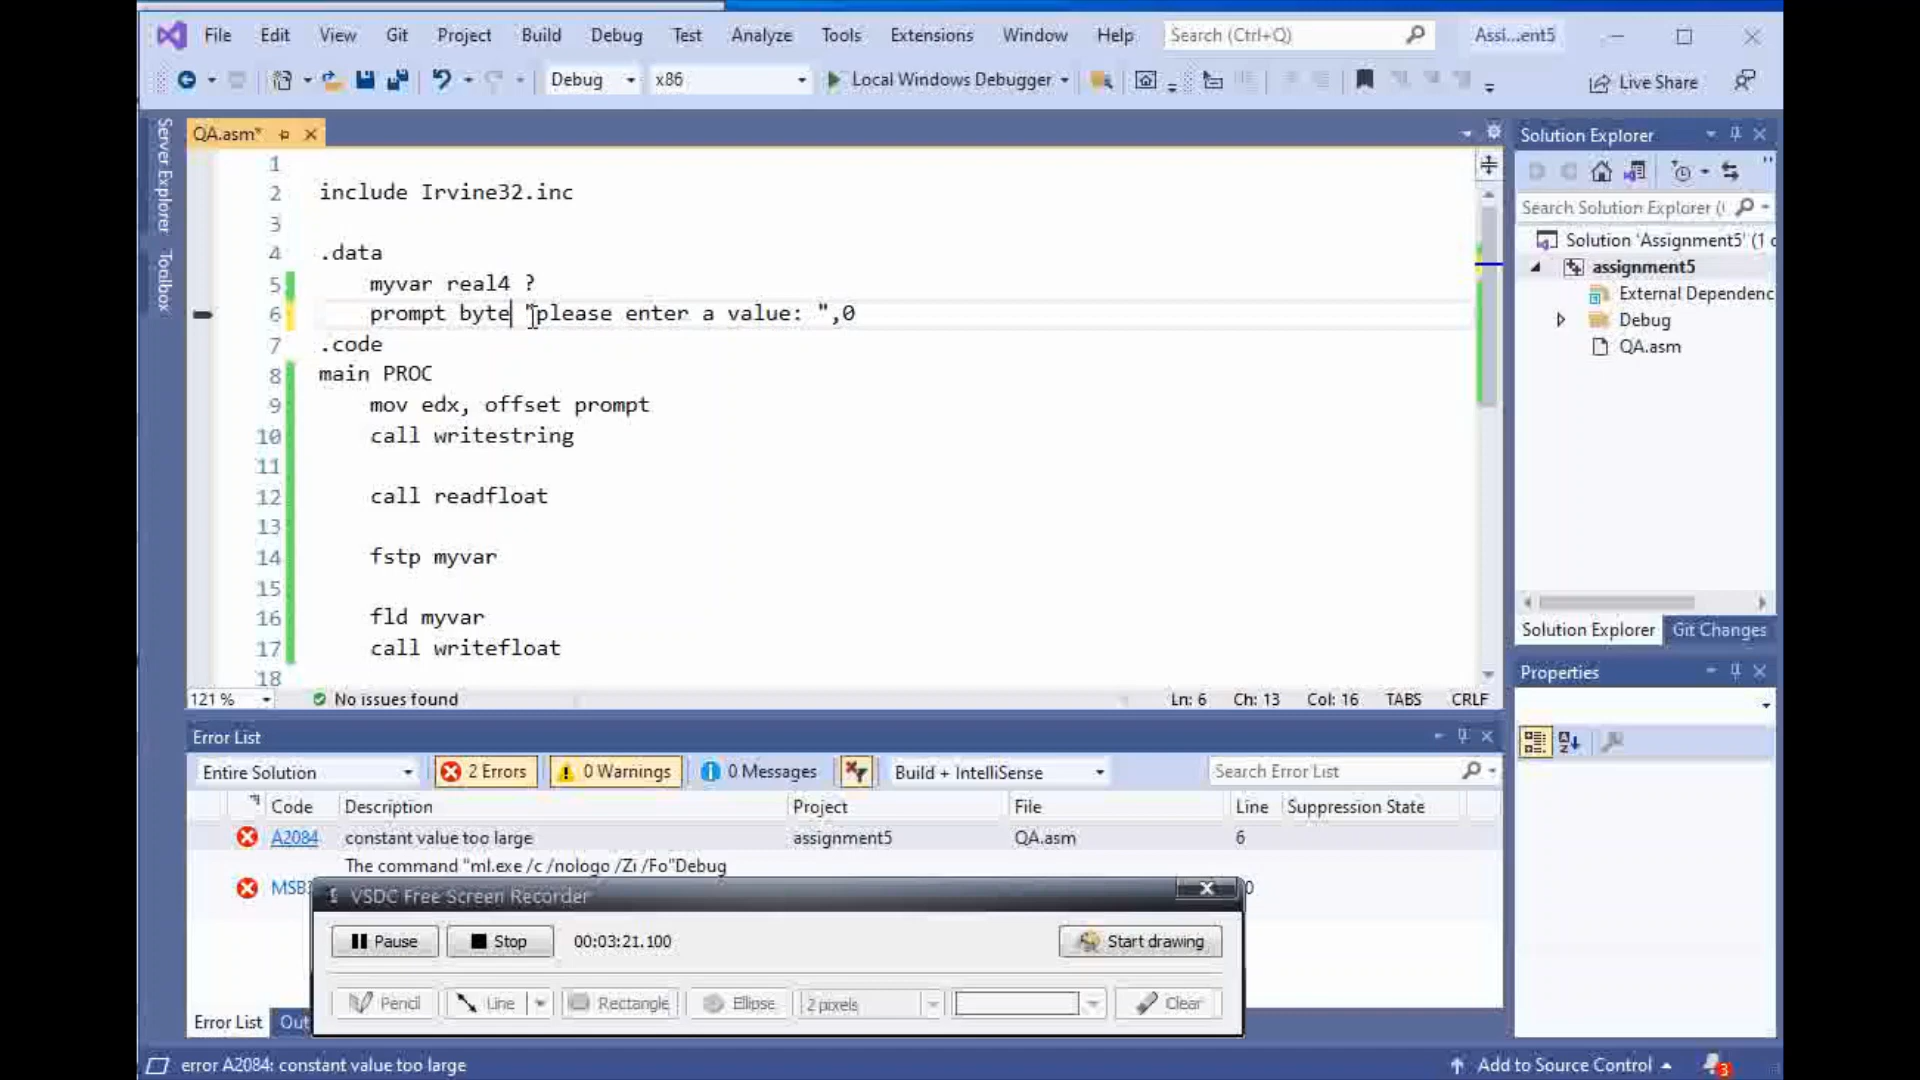 File Edit View Git Project Build Debug Test Analyze Tools Extensions Window Help Search (Ctrl+Q) Assi...ent5
Debug x86 Local Windows Debugger Live Share
Server Explorer
Toolbox
QA.asm*
1
2 include Irvine32.inc
3
4 .data
5 myvar real4 ?
6 prompt byte "please enter a value: ",0
7 .code
8 main PROC
9 mov edx, offset prompt
10 call writestring
11
12 call readfloat
13
14 fstp myvar
15
16 fld myvar
17 call writefloat
18
121 % No issues found Ln: 6 Ch: 13 Col: 16 TABS CRLF
Solution Explorer
Search Solution Explorer (
Solution 'Assignment5' (1
assignment5
External Dependenc
Debug
QA.asm
Solution Explorer Git Changes
Properties
Error List
Entire Solution 2 Errors 0 Warnings 0 Messages Build + IntelliSense Search Error List
Code Description Project File Line Suppression State
A2084 constant value too large assignment5 QA.asm 6
The command "ml.exe /c /nologo /Zi /Fo"Debug
MSB 0
VSDC Free Screen Recorder
Pause Stop 00:03:21.100 Start drawing
Pencil Line Rectangle Ellipse 2 pixels Clear
Error List Out
error A2084: constant value too large Add to Source Control 3